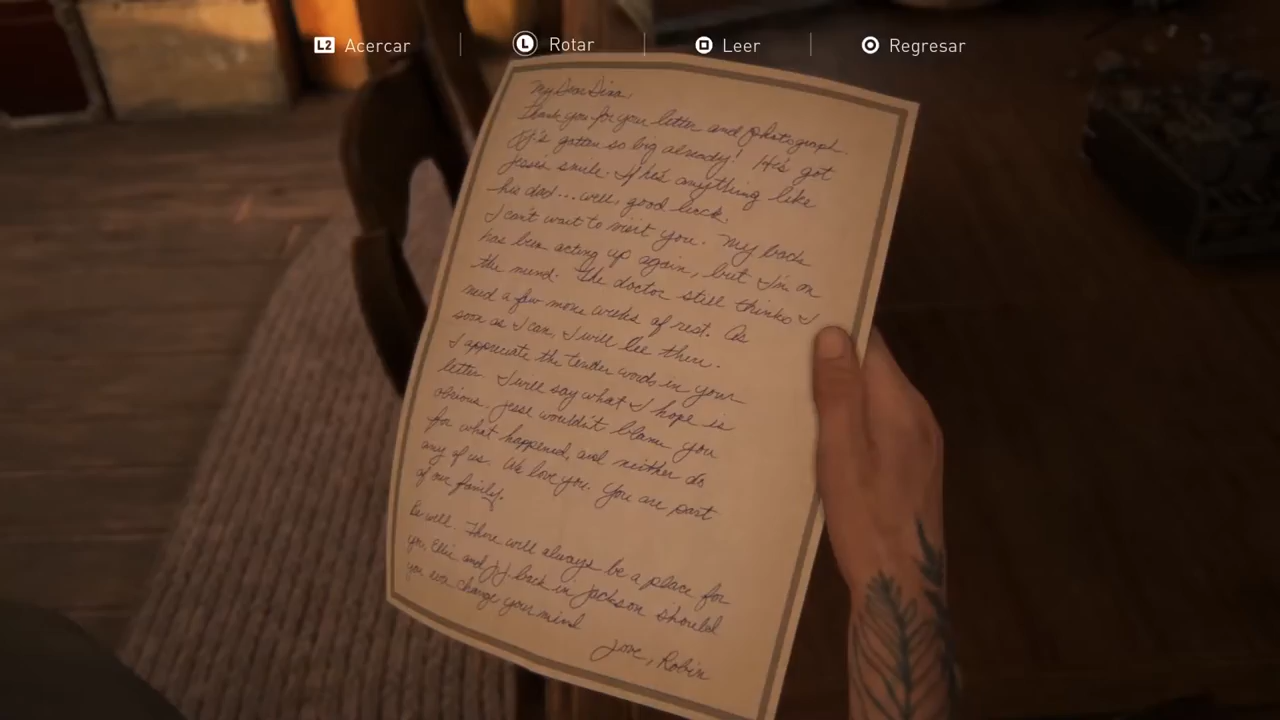 L2 Acercar L Rotar Leer Regresar
My Dear Dina,
Thank you for your letter and photograph.
JJ's gotten so big already! He's got
Jesse's smile. If he's anything like
his dad... well, good luck.
I can't wait to visit you. My back
has been acting up again, but I'm on
the mend. The doctor still thinks I
need a few more weeks of rest. As
soon as I can, I will be there.
I appreciate the tender words in your
letter. I will say what I hope is
obvious. Jesse wouldn't blame you
for what happened, and neither do
any of us. We love you. You are part
of our family.
Be well. There will always be a place for
you, Ellie and JJ back in Jackson should
you ever change your mind
Love, Robin